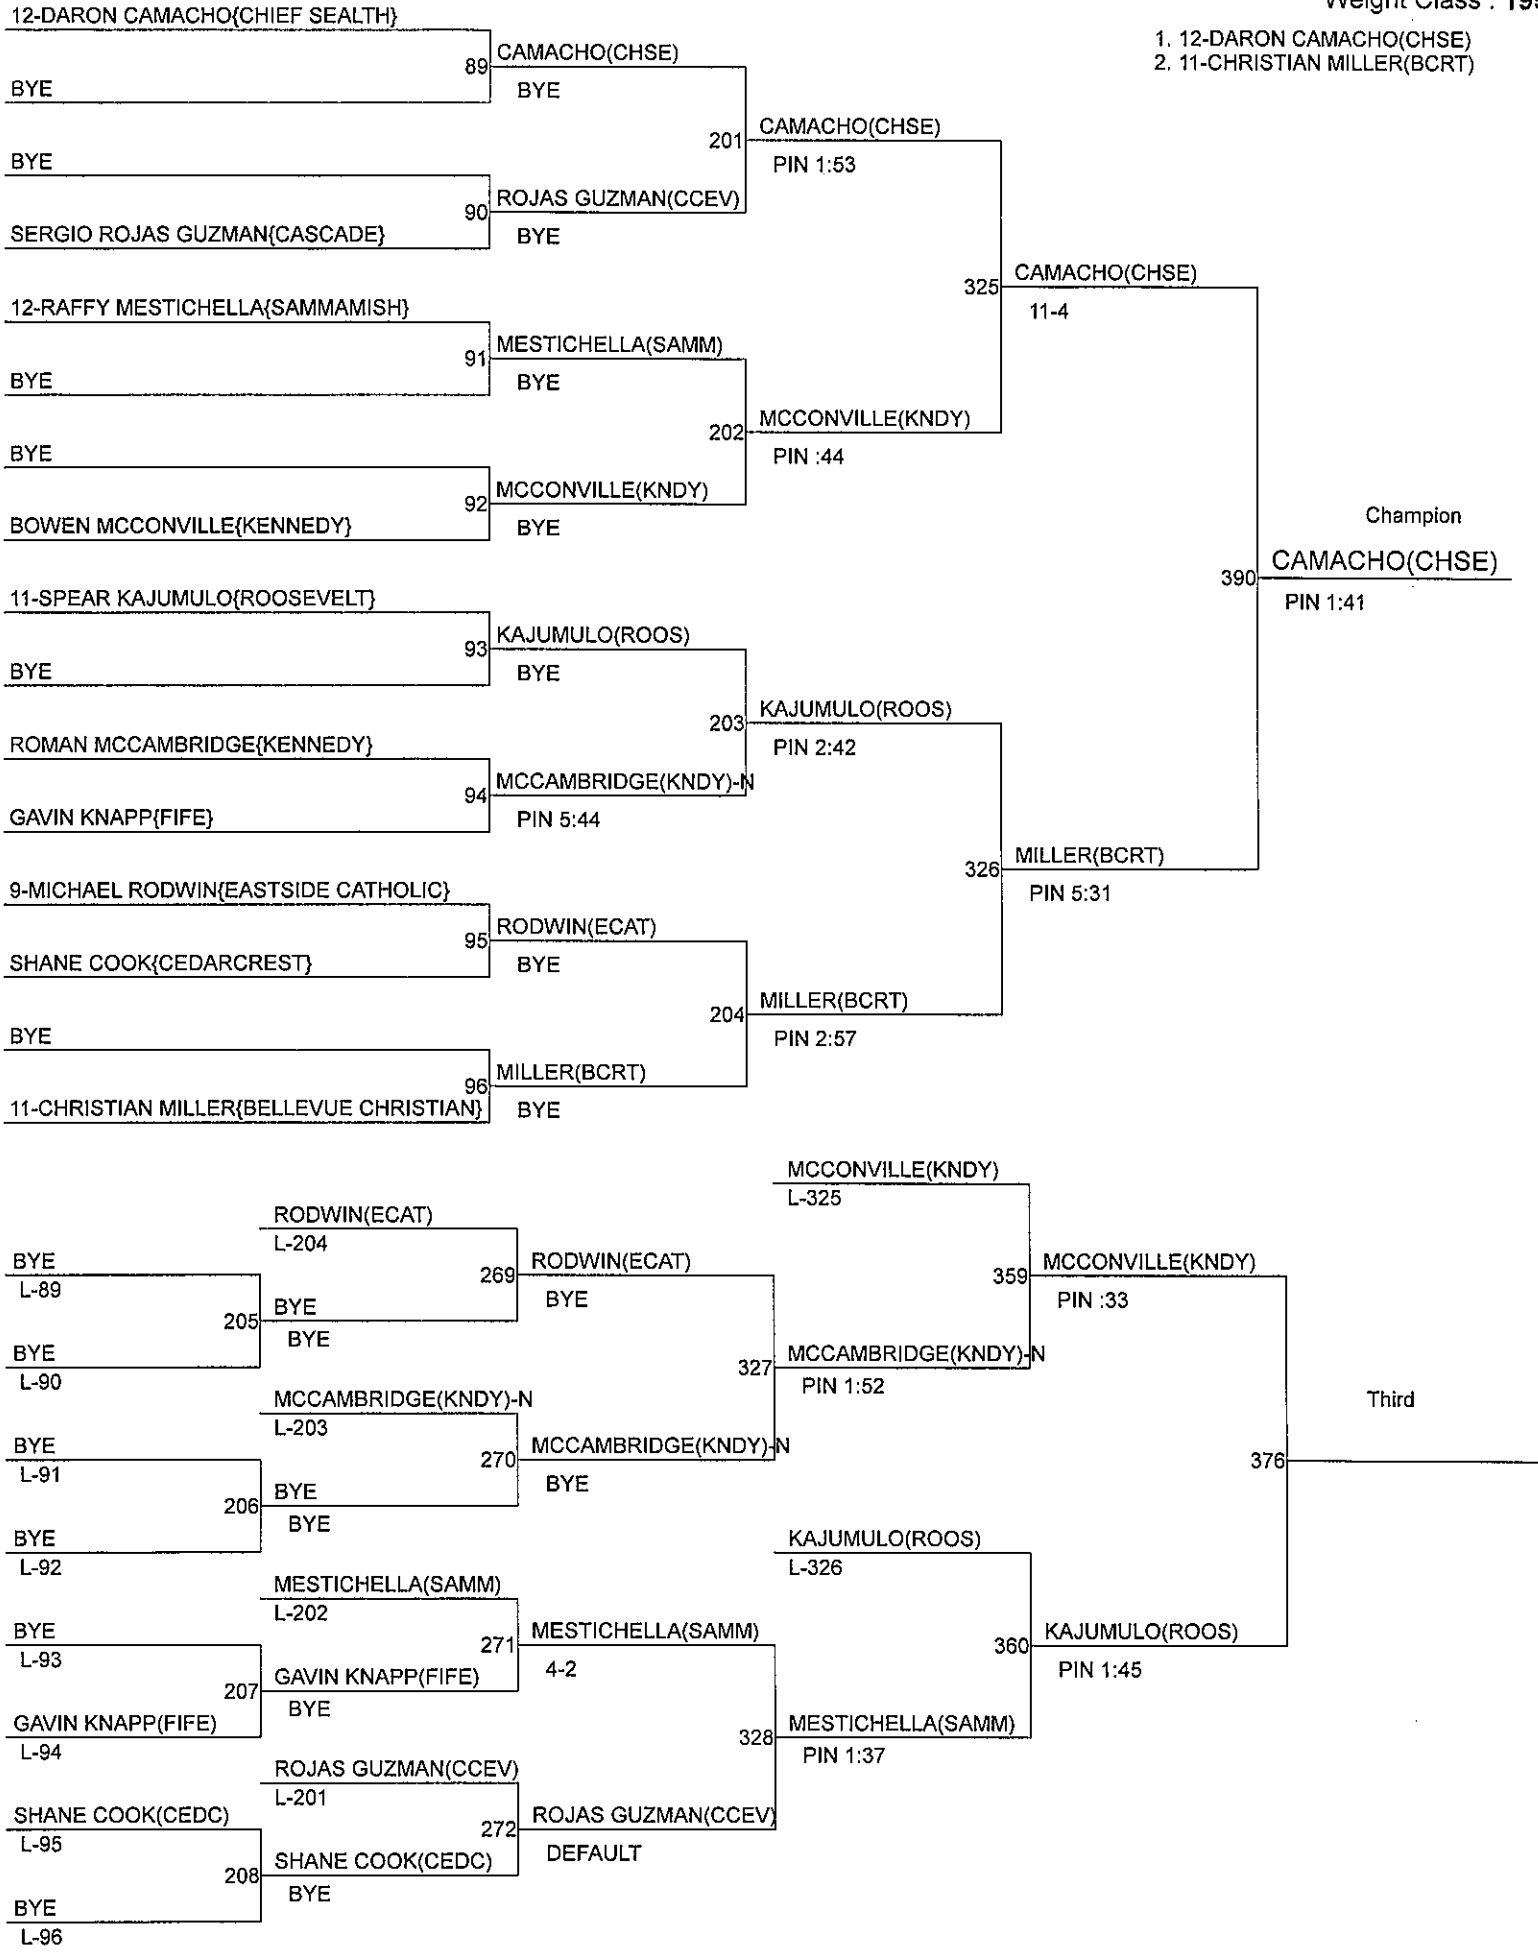 Weight Class :
1. 12-DARON CAMACHO(CHSE)
2. 11-CHRISTIAN MILLER(BCRT)
12-DARON CAMACHO{CHIEF SEALTH}
89
CAMACHO(CHSE)
BYE
BYE
201
CAMACHO(CHSE)
PIN 1:53
BYE
90
ROJAS GUZMAN(CCEV)
BYE
SERGIO ROJAS GUZMAN{CASCADE}
325
CAMACHO(CHSE)
11-4
12-RAFFY MESTICHELLA{SAMMAMISH}
91
MESTICHELLA(SAMM)
BYE
BYE
202
MCCONVILLE(KNDY)
PIN :44
BYE
92
MCCONVILLE(KNDY)
BYE
BOWEN MCCONVILLE{KENNEDY}
Champion
390
CAMACHO(CHSE)
PIN 1:41
11-SPEAR KAJUMULO{ROOSEVELT}
93
KAJUMULO(ROOS)
BYE
BYE
203
KAJUMULO(ROOS)
PIN 2:42
ROMAN MCCAMBRIDGE{KENNEDY}
94
MCCAMBRIDGE(KNDY)-N
PIN 5:44
GAVIN KNAPP{FIFE}
326
MILLER(BCRT)
PIN 5:31
9-MICHAEL RODWIN{EASTSIDE CATHOLIC}
95
RODWIN(ECAT)
BYE
SHANE COOK{CEDARCREST}
204
MILLER(BCRT)
PIN 2:57
BYE
96
MILLER(BCRT)
BYE
11-CHRISTIAN MILLER{BELLEVUE CHRISTIAN}
MCCONVILLE(KNDY)
L-325
RODWIN(ECAT)
L-204
BYE
L-89
269
RODWIN(ECAT)
BYE
359
MCCONVILLE(KNDY)
PIN :33
205
BYE
BYE
BYE
L-90
327
MCCAMBRIDGE(KNDY)-N
PIN 1:52
MCCAMBRIDGE(KNDY)-N
L-203
Third
BYE
L-91
270
MCCAMBRIDGE(KNDY)-N
BYE
376
206
BYE
BYE
BYE
L-92
KAJUMULO(ROOS)
L-326
MESTICHELLA(SAMM)
L-202
BYE
L-93
271
MESTICHELLA(SAMM)
4-2
360
KAJUMULO(ROOS)
PIN 1:45
207
GAVIN KNAPP(FIFE)
BYE
GAVIN KNAPP(FIFE)
L-94
328
MESTICHELLA(SAMM)
PIN 1:37
ROJAS GUZMAN(CCEV)
L-201
SHANE COOK(CEDC)
L-95
272
ROJAS GUZMAN(CCEV)
DEFAULT
208
SHANE COOK(CEDC)
BYE
BYE
L-96